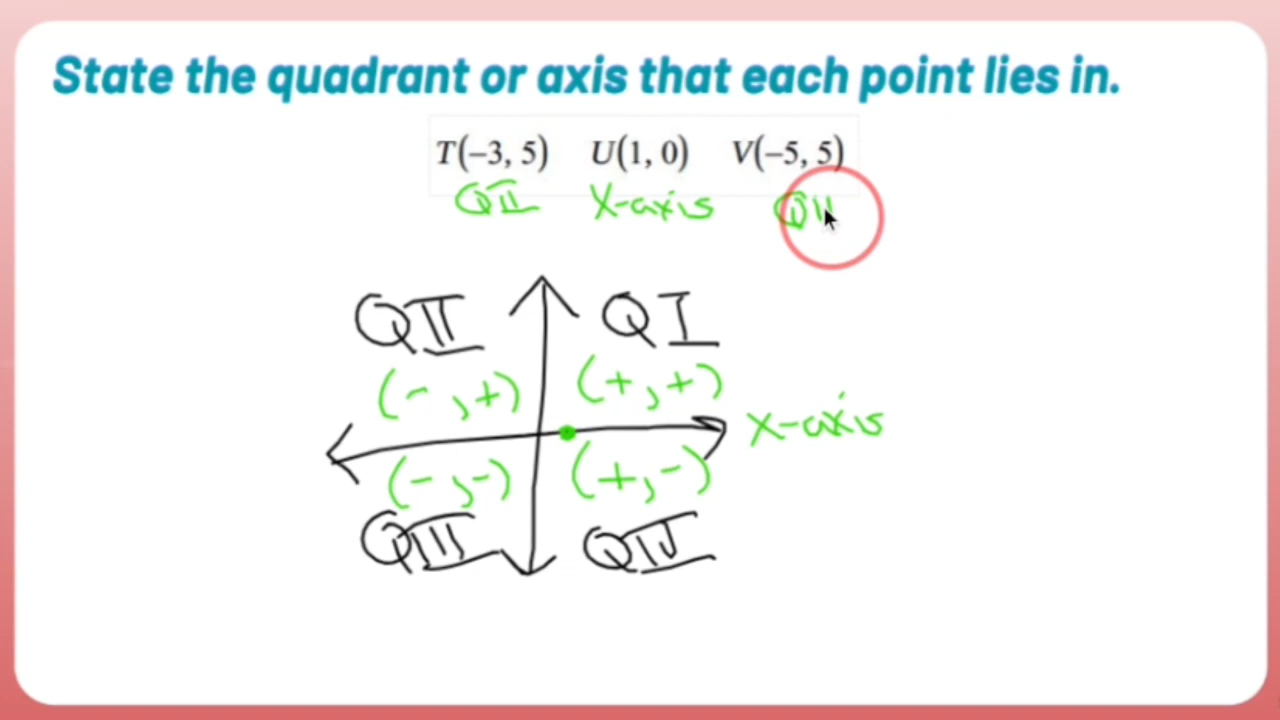 State the quadrant or axis that each point lies in.
T(−3, 5) U(1, 0) V(−5, 5)
QII X-axis QII
QII QI
(-,+) (+,+)
X-axis
(-,-) (+,-)
QIII QIV